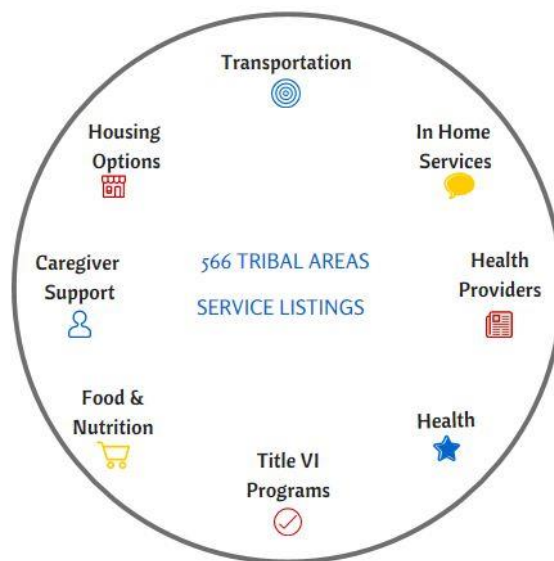 Transportation
Housing
Options
In Home
Services
Caregiver
Support
566 TRIBAL AREAS
SERVICE LISTINGS
Health
Providers
Food &
Nutrition
Health
Title VI
Programs